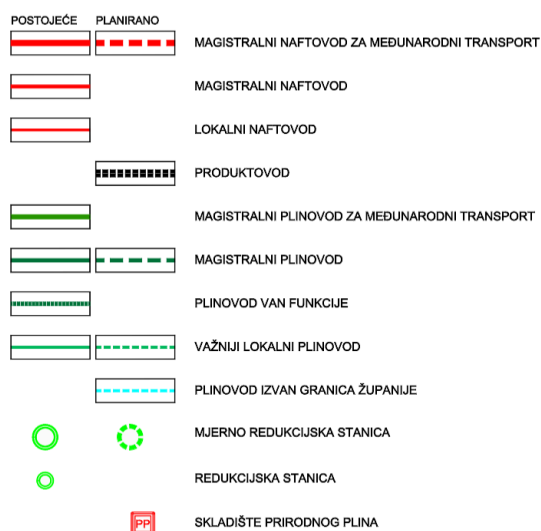 POSTOJEĆE PLANIRANO
MAGISTRALNI NAFTOVOD ZA MEĐUNARODNI TRANSPORT
MAGISTRALNI NAFTOVOD
LOKALNI NAFTOVOD
PRODUKTOVOD
MAGISTRALNI PLINOVOD ZA MEĐUNARODNI TRANSPORT
MAGISTRALNI PLINOVOD
PLINOVOD VAN FUNKCIJE
VAŽNIJI LOKALNI PLINOVOD
PLINOVOD IZVAN GRANICA ŽUPANIJE
MJERNO REDUKCIJSKA STANICA
REDUKCIJSKA STANICA
PP SKLADIŠTE PRIRODNOG PLINA